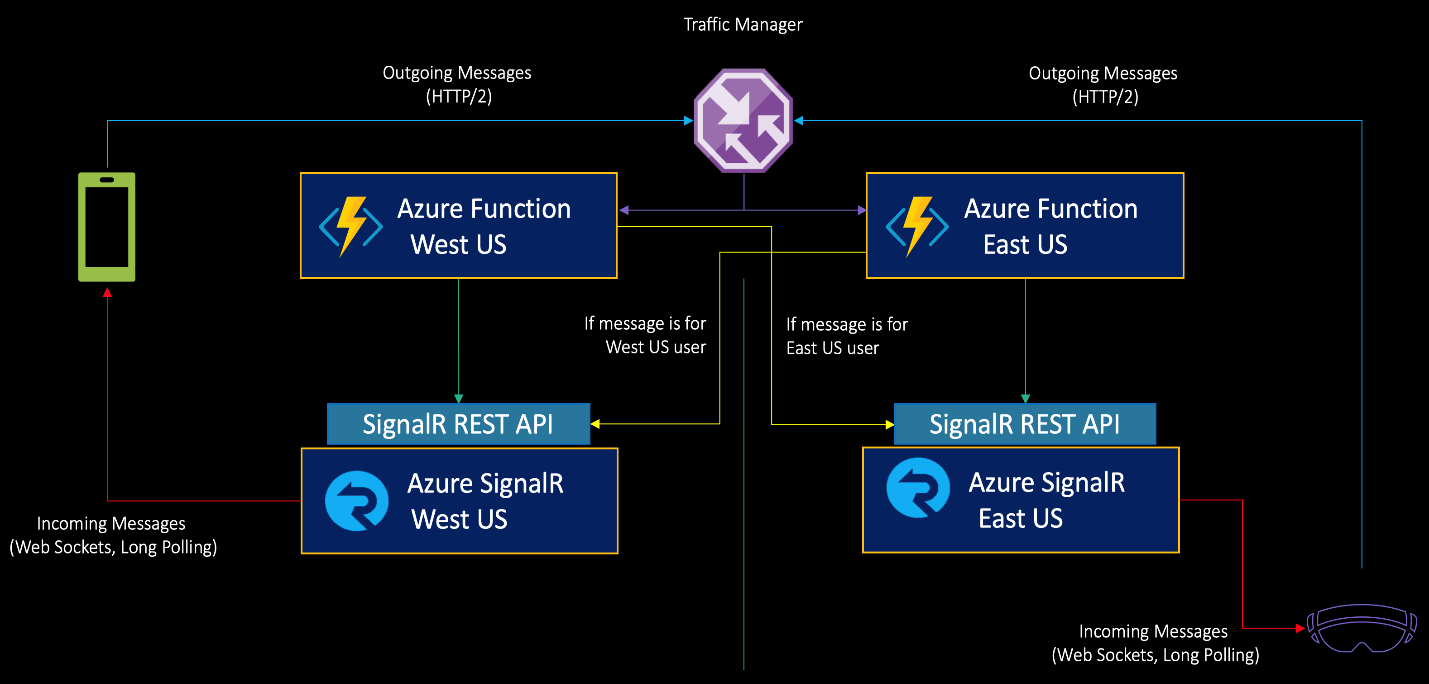 Traffic Manager
Outgoing Messages
(HTTP/2)
Outgoing Messages
(HTTP/2)
Azure Function
West US
Azure Function
East US
If message is for
West US user
If message is for
East US user
SignalR REST API
SignalR REST API
Azure SignalR
West US
Azure SignalR
East US
Incoming Messages
(Web Sockets, Long Polling)
Incoming Messages
(Web Sockets, Long Polling)